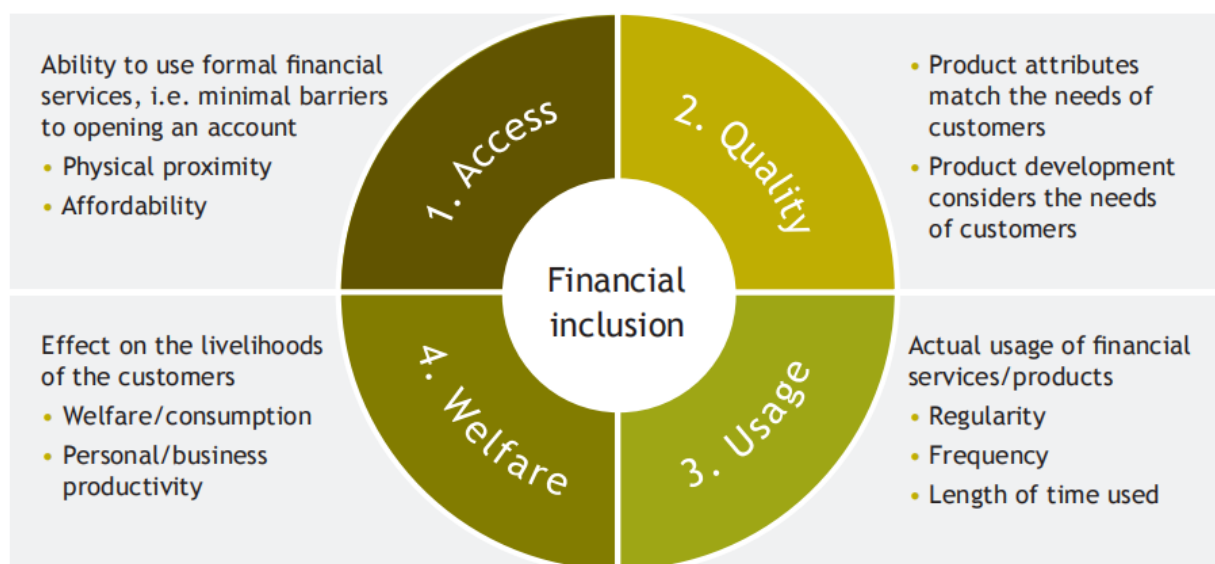 Ability to use formal financial
services, i.e. minimal barriers
to opening an account
• Physical proximity
• Affordability
1. Access
2. Quality
• Product attributes
match the needs of
customers
• Product development
considers the needs
of customers
Financial
inclusion
Effect on the livelihoods
of the customers
• Welfare/consumption
• Personal/business
productivity
4. Welfare
3. Usage
Actual usage of financial
services/products
• Regularity
• Frequency
• Length of time used